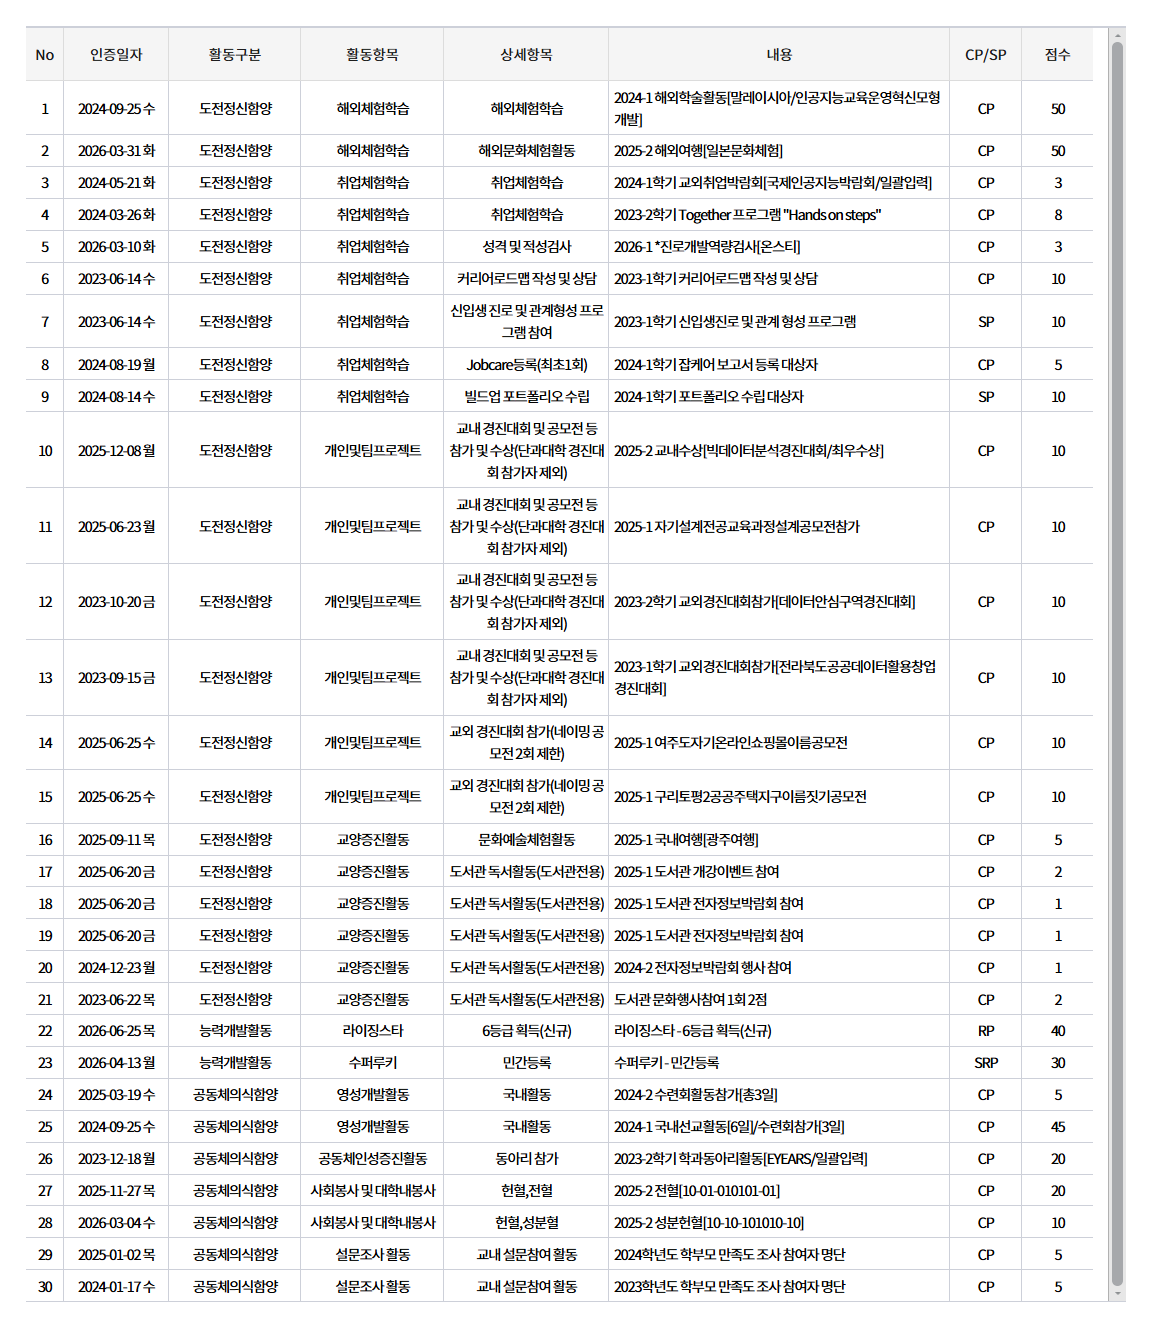 No 인증일자 활동구분 활동항목 상세항목 내용 CP/SP 점수
1 2024-09-25 수 도전정신함양 해외체험학습 해외체험학습 2024-1 해외학술활동[말레이시아/인공지능교육운영혁신모형
개발] CP 50
2 2026-03-31 화 도전정신함양 해외체험학습 해외문화체험활동 2025-2 해외여행[일본문화체험] CP 50
3 2024-05-21 화 도전정신함양 취업체험학습 취업체험학습 2024-1학기 교외취업박람회[국제인공지능박람회/일괄입력] CP 3
4 2024-03-26 화 도전정신함양 취업체험학습 취업체험학습 2023-2학기 Together 프로그램 "Hands on steps" CP 8
5 2026-03-10 화 도전정신함양 취업체험학습 성격 및 적성검사 2026-1 *진로개발역량검사[온스티] CP 3
6 2023-06-14 수 도전정신함양 취업체험학습 커리어로드맵 작성 및 상담 2023-1학기 커리어로드맵 작성 및 상담 CP 10
7 2023-06-14 수 도전정신함양 취업체험학습 신입생 진로 및 관계형성 프로
그램 참여 2023-1학기 신입생진로 및 관계 형성 프로그램 SP 10
8 2024-08-19 월 도전정신함양 취업체험학습 Jobcare등록(최초1회) 2024-1학기 잡케어 보고서 등록 대상자 CP 5
9 2024-08-14 수 도전정신함양 취업체험학습 빌드업 포트폴리오 수립 2024-1학기 포트폴리오 수립 대상자 SP 10
10 2025-12-08 월 도전정신함양 개인및팀프로젝트 교내 경진대회 및 공모전 등
참가 및 수상(단과대학 경진대
회 참가자 제외) 2025-2 교내수상[빅데이터분석경진대회/최우수상] CP 10
11 2025-06-23 월 도전정신함양 개인및팀프로젝트 교내 경진대회 및 공모전 등
참가 및 수상(단과대학 경진대
회 참가자 제외) 2025-1 자기설계전공교육과정설계공모전참가 CP 10
12 2023-10-20 금 도전정신함양 개인및팀프로젝트 교내 경진대회 및 공모전 등
참가 및 수상(단과대학 경진대
회 참가자 제외) 2023-2학기 교외경진대회참가[데이터안심구역경진대회] CP 10
13 2023-09-15 금 도전정신함양 개인및팀프로젝트 교내 경진대회 및 공모전 등
참가 및 수상(단과대학 경진대
회 참가자 제외) 2023-1학기 교외경진대회참가[전라북도공공데이터활용창업
경진대회] CP 10
14 2025-06-25 수 도전정신함양 개인및팀프로젝트 교외 경진대회 참가(네이밍 공
모전 2회 제한) 2025-1 여주도자기온라인쇼핑몰이름공모전 CP 10
15 2025-06-25 수 도전정신함양 개인및팀프로젝트 교외 경진대회 참가(네이밍 공
모전 2회 제한) 2025-1 구리토평2공공주택지구이름짓기공모전 CP 10
16 2025-09-11 목 도전정신함양 교양증진활동 문화예술체험활동 2025-1 국내여행[광주여행] CP 5
17 2025-06-20 금 도전정신함양 교양증진활동 도서관 독서활동(도서관전용) 2025-1 도서관 개강이벤트 참여 CP 2
18 2025-06-20 금 도전정신함양 교양증진활동 도서관 독서활동(도서관전용) 2025-1 도서관 전자정보박람회 참여 CP 1
19 2025-06-20 금 도전정신함양 교양증진활동 도서관 독서활동(도서관전용) 2025-1 도서관 전자정보박람회 참여 CP 1
20 2024-12-23 월 도전정신함양 교양증진활동 도서관 독서활동(도서관전용) 2024-2 전자정보박람회 행사 참여 CP 1
21 2023-06-22 목 도전정신함양 교양증진활동 도서관 독서활동(도서관전용) 도서관 문화행사참여 1회 2점 CP 2
22 2026-06-25 목 능력개발활동 라이징스타 6등급 획득(신규) 라이징스타 - 6등급 획득(신규) RP 40
23 2026-04-13 월 능력개발활동 수퍼루키 민간등록 수퍼루키 - 민간등록 SRP 30
24 2025-03-19 수 공동체의식함양 영성개발활동 국내활동 2024-2 수련회활동참가[총3일] CP 5
25 2024-09-25 수 공동체의식함양 영성개발활동 국내활동 2024-1 국내선교활동[6일]/수련회참가[3일] CP 45
26 2023-12-18 월 공동체의식함양 공동체인성증진활동 동아리 참가 2023-2학기 학과동아리활동[EYEARS/일괄입력] CP 20
27 2025-11-27 목 공동체의식함양 사회봉사 및 대학내봉사 헌혈,전혈 2025-2 전혈[10-01-010101-01] CP 20
28 2026-03-04 수 공동체의식함양 사회봉사 및 대학내봉사 헌혈,성분혈 2025-2 성분헌혈[10-10-101010-10] CP 10
29 2025-01-02 목 공동체의식함양 설문조사 활동 교내 설문참여 활동 2024학년도 학부모 만족도 조사 참여자 명단 CP 5
30 2024-01-17 수 공동체의식함양 설문조사 활동 교내 설문참여 활동 2023학년도 학부모 만족도 조사 참여자 명단 CP 5